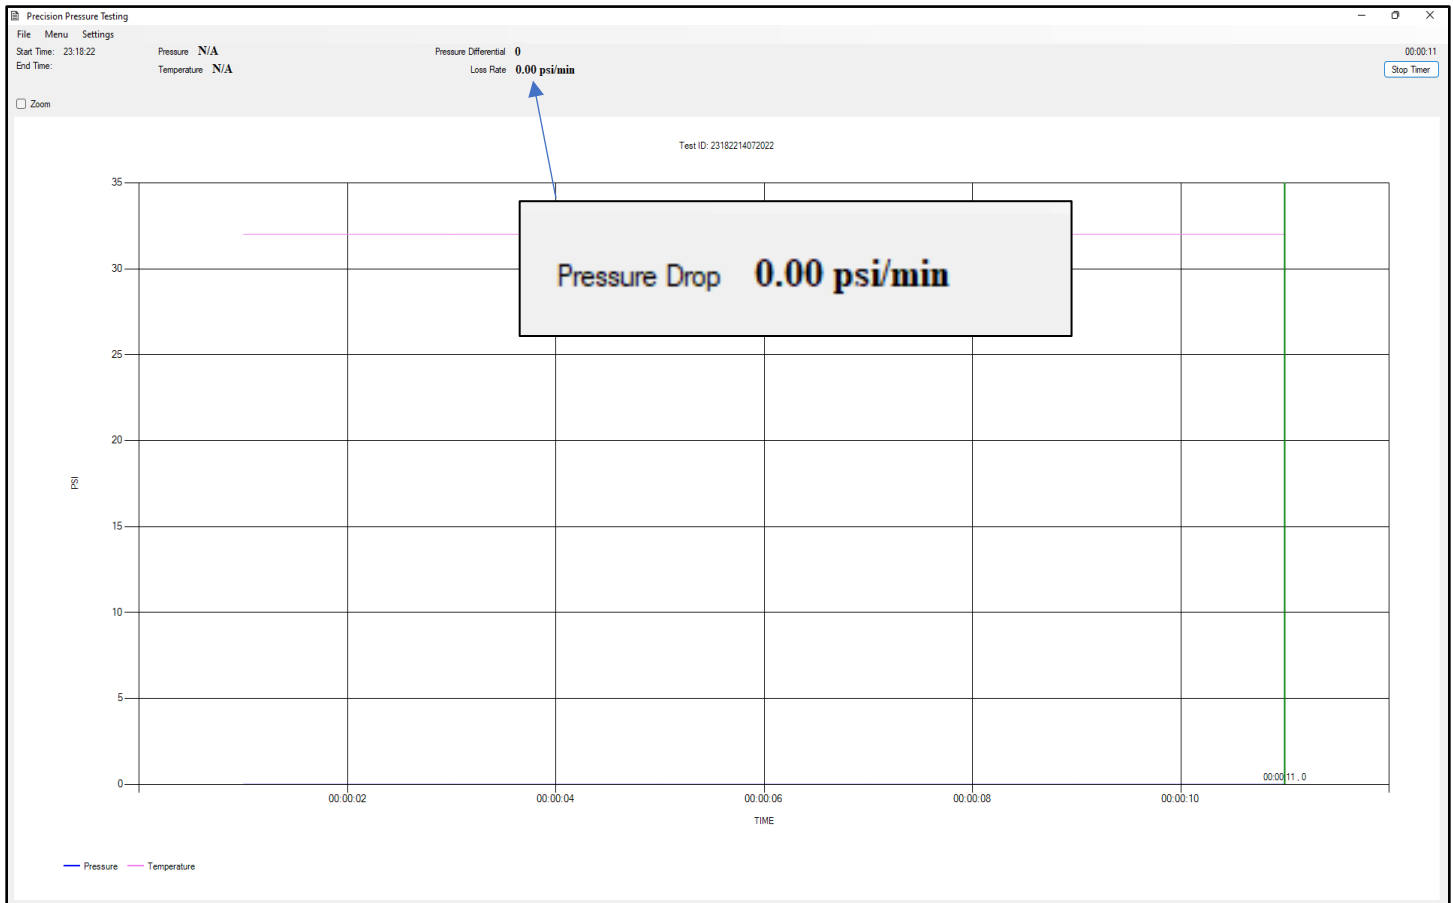 Precision Pressure Testing
File Menu Settings
Start Time: 23:18:22 Pressure N/A Pressure Differential 0 00:00:11
End Time: Temperature N/A Loss Rate 0.00 psi/min Stop Timer
Zoom
Test ID: 23182214072022
35
Pressure Drop 0.00 psi/min
30
25
20
PSI
15
10
5
0
00:00:11 , 0
00:00:02 00:00:04 00:00:06 00:00:08 00:00:10
TIME
Pressure Temperature